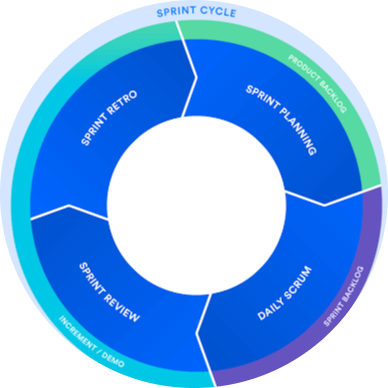 SPRINT CYCLE
PRODUCT BACKLOG
SPRINT PLANNING
SPRINT BACKLOG
DAILY SCRUM
INCREMENT / DEMO
SPRINT REVIEW
SPRINT RETRO